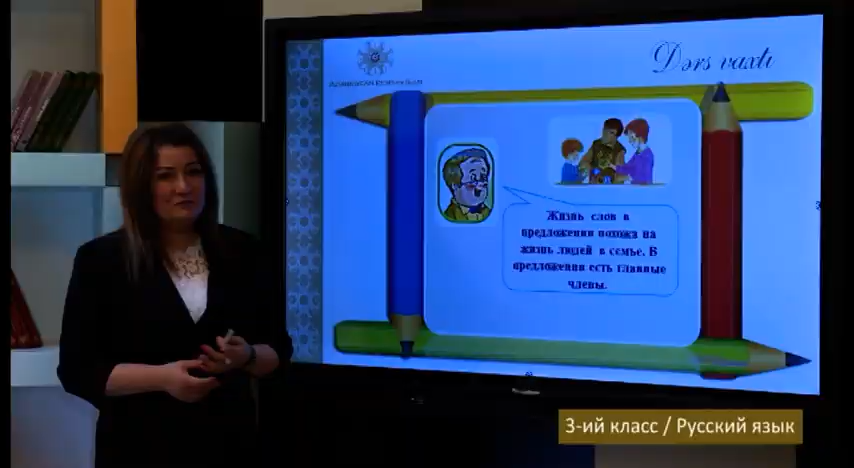 Dərs vaxtı
Жизнь слов в
предложении похожа на
жизнь людей в семье. В
предложении есть главные
члены.
3-ий класс / Русский язык